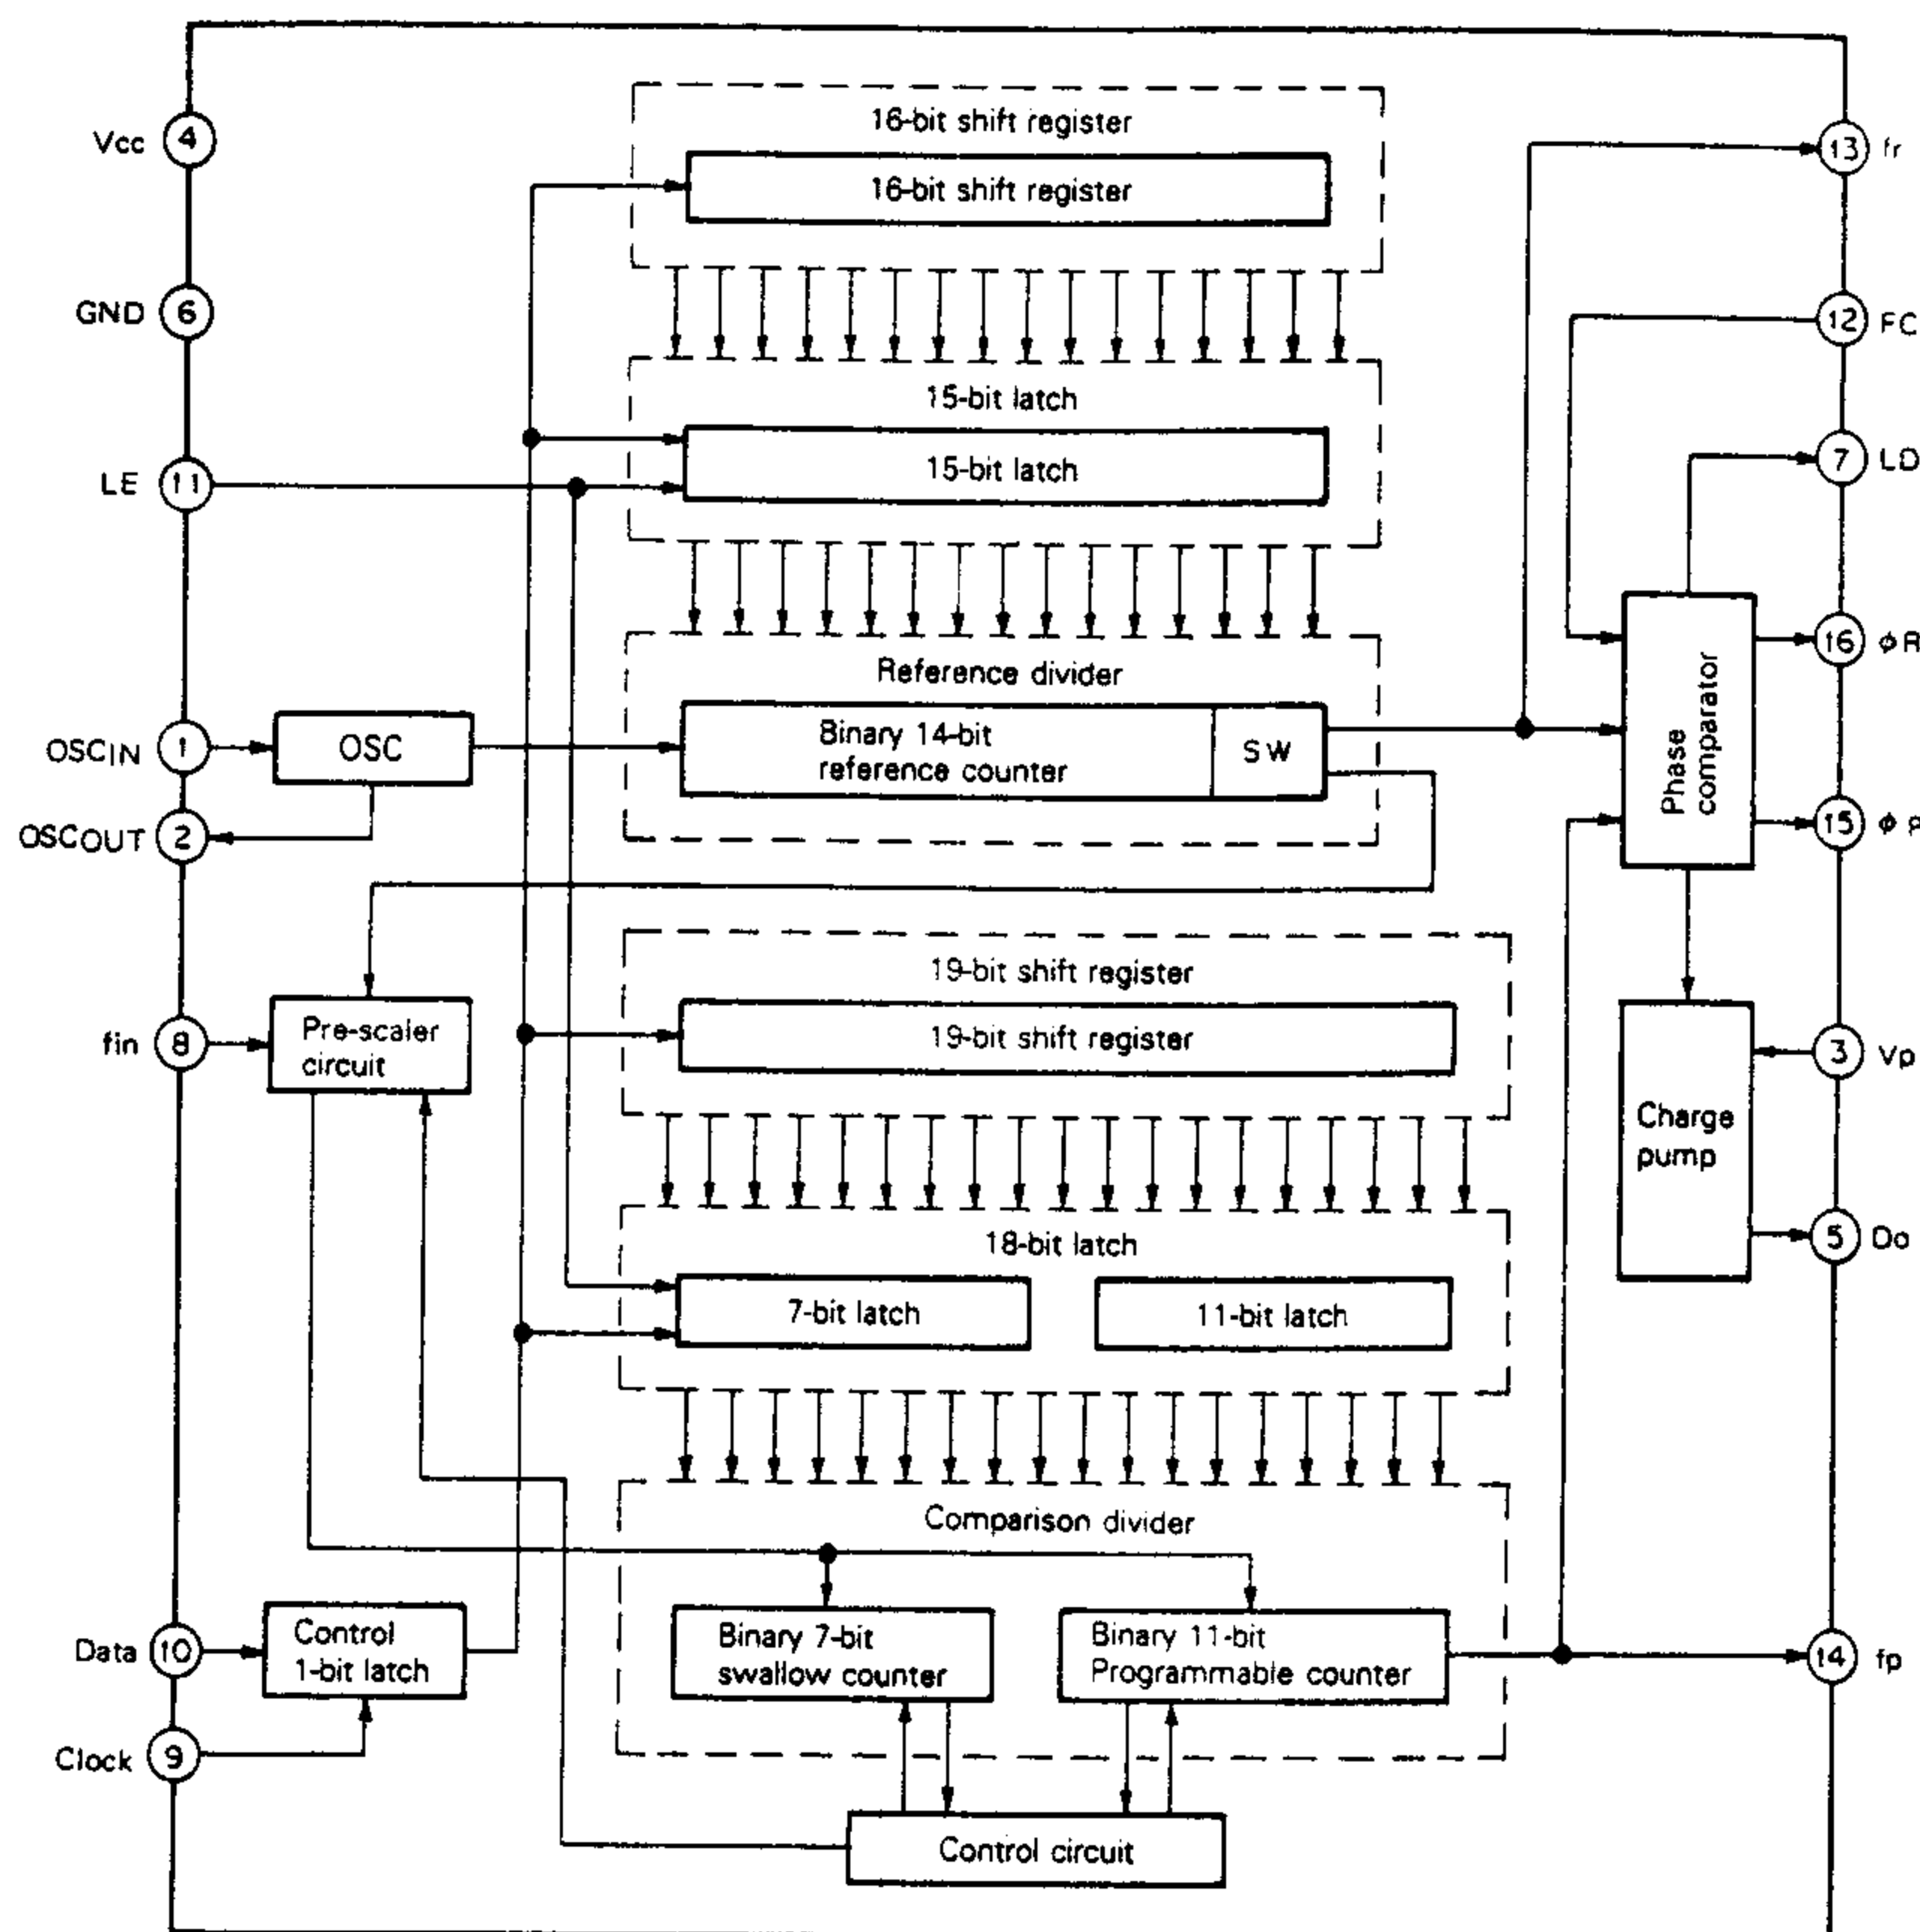 Vcc 4
GND 6
LE 11
OSCIN 1
OSCOUT 2
fin 8
Data 10
Clock 9
16-bit shift register
16-bit shift register
15-bit latch
15-bit latch
Reference divider
OSC
Binary 14-bit
reference counter
SW
Pre-scaler
circuit
19-bit shift register
19-bit shift register
18-bit latch
7-bit latch
11-bit latch
Comparison divider
Control
1-bit latch
Binary 7-bit
swallow counter
Binary 11-bit
Programmable counter
Control circuit
Phase
comparator
Charge
pump
13 fr
12 FC
7 LD
16 φR
15 φP
3 Vp
5 Do
14 fp